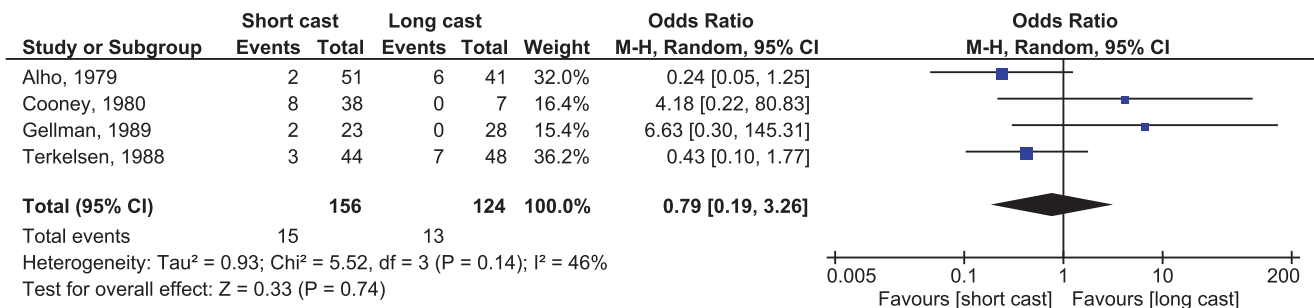 Short cast Long cast Odds Ratio Odds Ratio
Study or Subgroup Events Total Events Total Weight M-H, Random, 95% CI M-H, Random, 95% CI
Alho, 1979 2 51 6 41 32.0% 0.24 [0.05, 1.25]
Cooney, 1980 8 38 0 7 16.4% 4.18 [0.22, 80.83]
Gellman, 1989 2 23 0 28 15.4% 6.63 [0.30, 145.31]
Terkelsen, 1988 3 44 7 48 36.2% 0.43 [0.10, 1.77]
Total (95% CI) 156 124 100.0% 0.79 [0.19, 3.26]
Total events 15 13
Heterogeneity: Tau² = 0.93; Chi² = 5.52, df = 3 (P = 0.14); I² = 46%
Test for overall effect: Z = 0.33 (P = 0.74)
0.005 0.1 1 10 200
Favours [short cast] Favours [long cast]